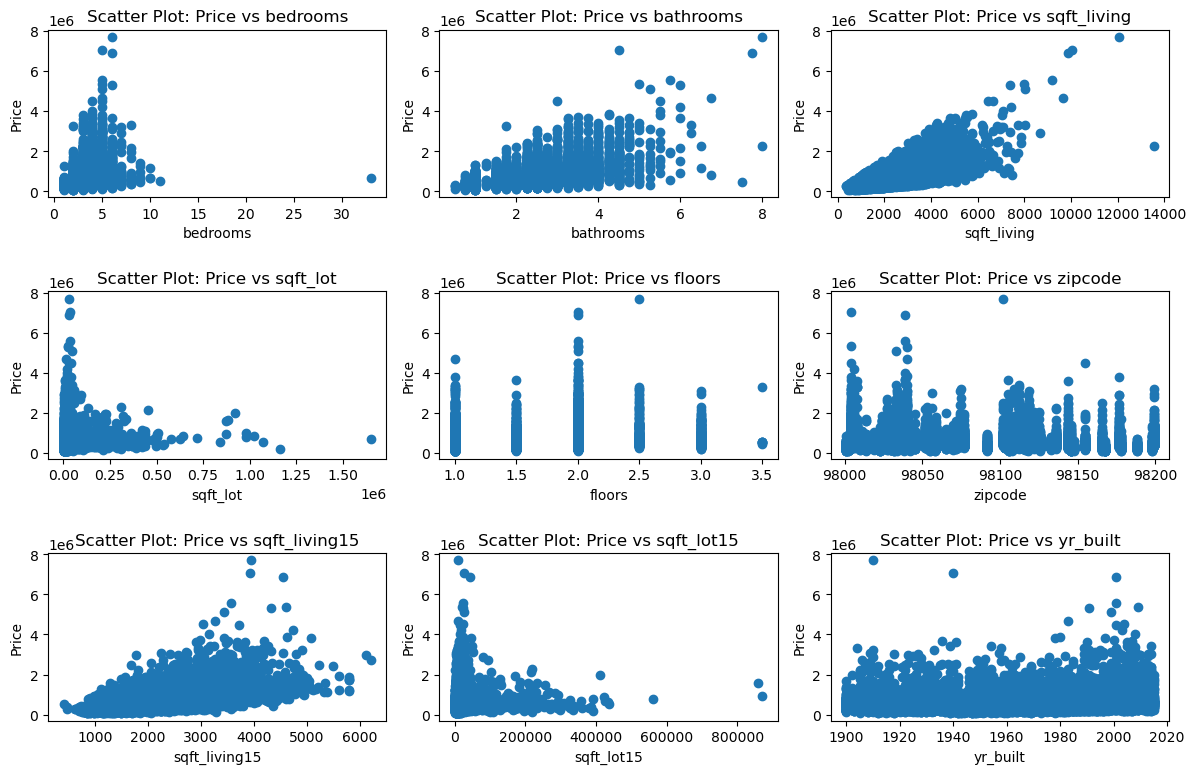 Scatter Plot: Price vs bedrooms
1e6
Price
8
6
4
2
0
0 5 10 15 20 25 30
bedrooms
Scatter Plot: Price vs bathrooms
1e6
Price
8
6
4
2
0
2 4 6 8
bathrooms
Scatter Plot: Price vs sqft_living
1e6
Price
8
6
4
2
0
0 2000 4000 6000 8000 10000 12000 14000
sqft_living
Scatter Plot: Price vs sqft_lot
1e6
Price
8
6
4
2
0
0.00 0.25 0.50 0.75 1.00 1.25 1.50
sqft_lot
1e6
Scatter Plot: Price vs floors
1e6
Price
8
6
4
2
0
1.0 1.5 2.0 2.5 3.0 3.5
floors
Scatter Plot: Price vs zipcode
1e6
Price
8
6
4
2
0
98000 98050 98100 98150 98200
zipcode
Scatter Plot: Price vs sqft_living15
1e6
Price
8
6
4
2
0
1000 2000 3000 4000 5000 6000
sqft_living15
Scatter Plot: Price vs sqft_lot15
1e6
Price
8
6
4
2
0
0 200000 400000 600000 800000
sqft_lot15
Scatter Plot: Price vs yr_built
1e6
Price
8
6
4
2
0
1900 1920 1940 1960 1980 2000 2020
yr_built